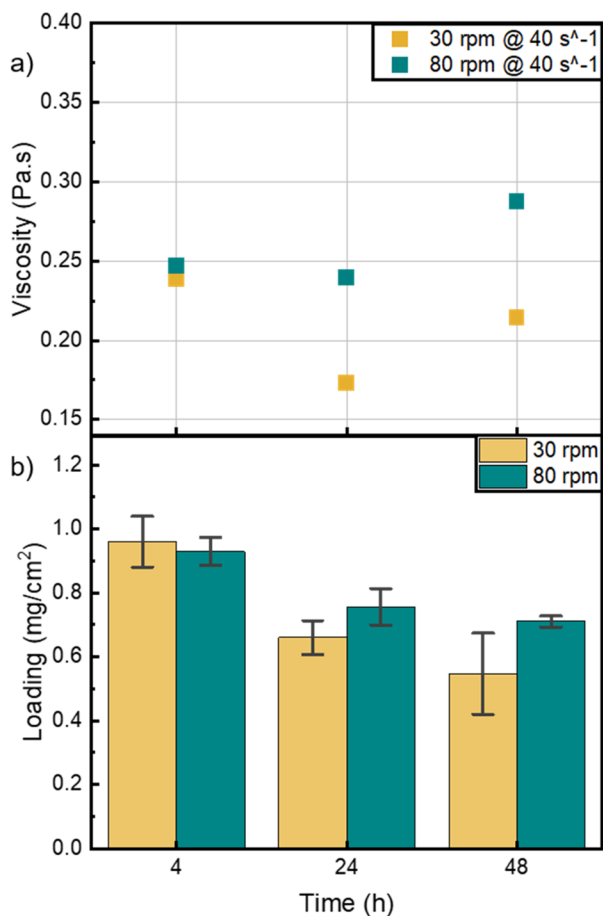 a)
30 rpm @ 40 s^-1
80 rpm @ 40 s^-1
Viscosity (Pa.s)
0.40
0.35
0.30
0.25
0.20
0.15
b)
30 rpm
80 rpm
Loading (mg/cm²)
1.2
1.0
0.8
0.6
0.4
0.2
0.0
4 24 48
Time (h)